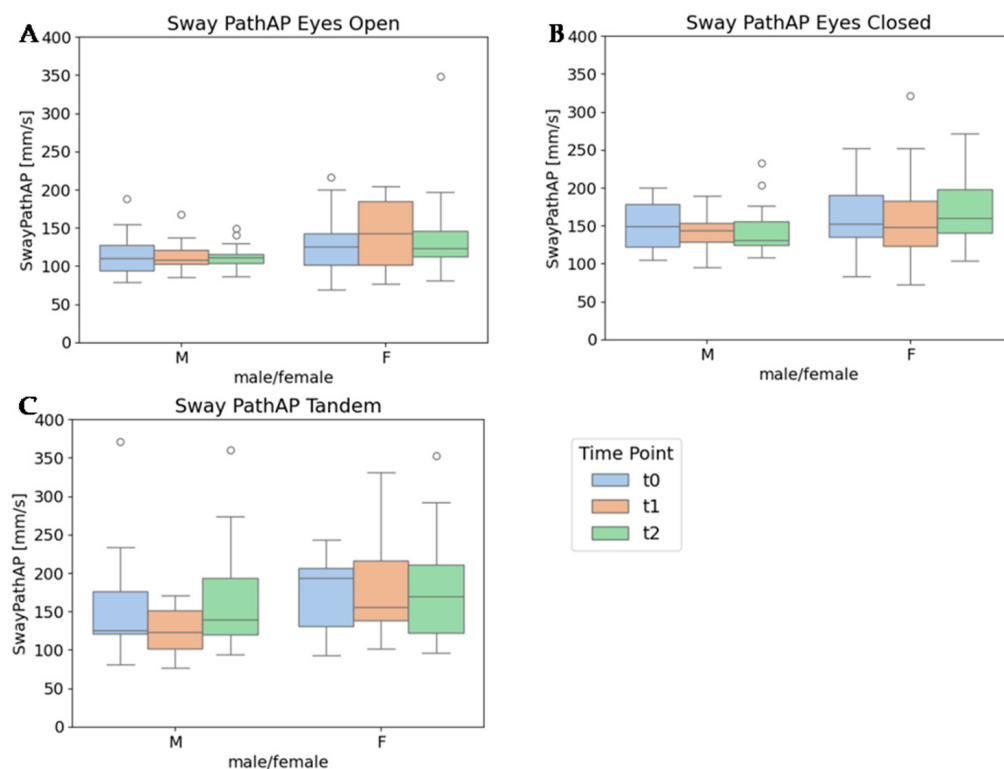 A
Sway PathAP Eyes Open
400
350
300
250
200
150
100
50
0
SwayPathAP [mm/s]
M
F
male/female
B
Sway PathAP Eyes Closed
400
350
300
250
200
150
100
50
0
SwayPathAP [mm/s]
M
F
male/female
C
Sway PathAP Tandem
400
350
300
250
200
150
100
50
0
SwayPathAP [mm/s]
M
F
male/female
Time Point
t0
t1
t2